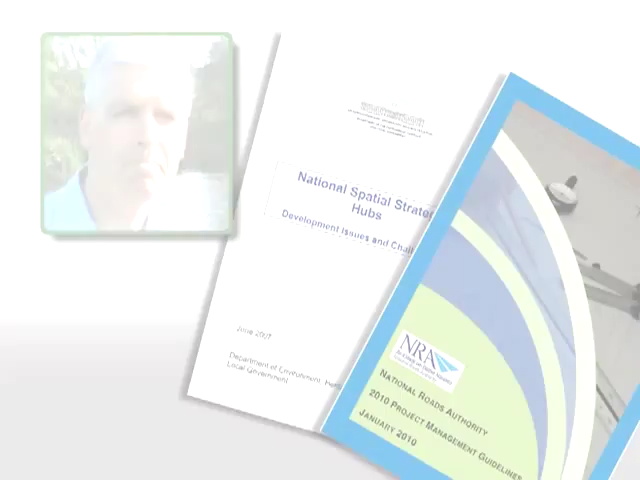 National Spatial Strate
Hubs
Development Issues and Chall
June 2007
Department of Environment, Heri
Local Government
NRA
NATIONAL ROADS AUTHORITY
2010 PROJECT MANAGEMENT GUIDELINES
JANUARY 2010